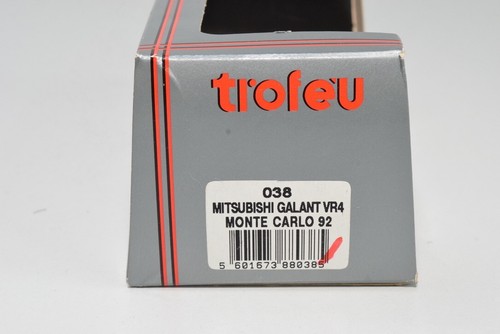 trofeu
038
MITSUBISHI GALANT VR4
MONTE CARLO 92
5 601673 880385